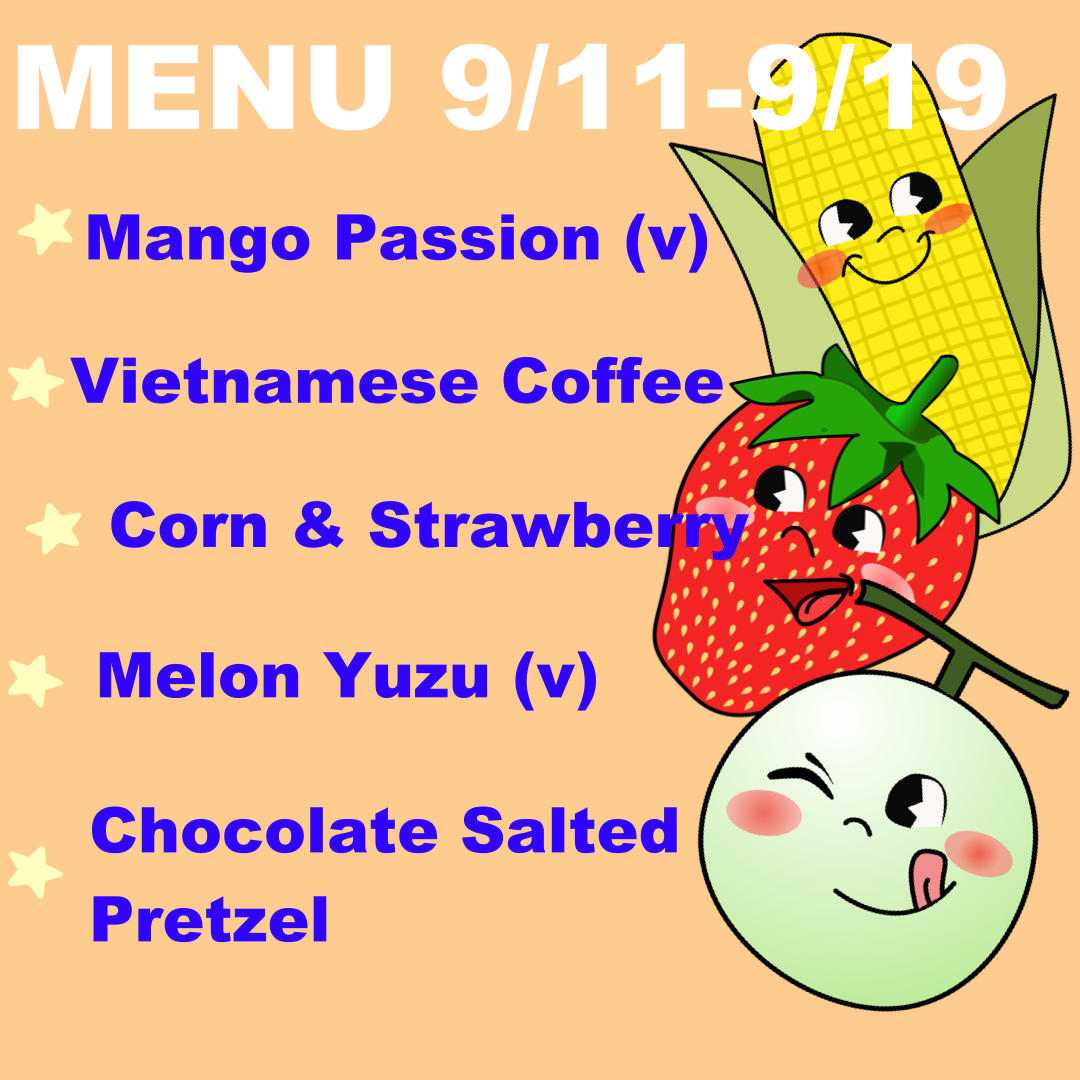 MENU 9/11-9/19
Mango Passion (v)
Vietnamese Coffee
Corn & Strawberry
Melon Yuzu (v)
Chocolate Salted
Pretzel